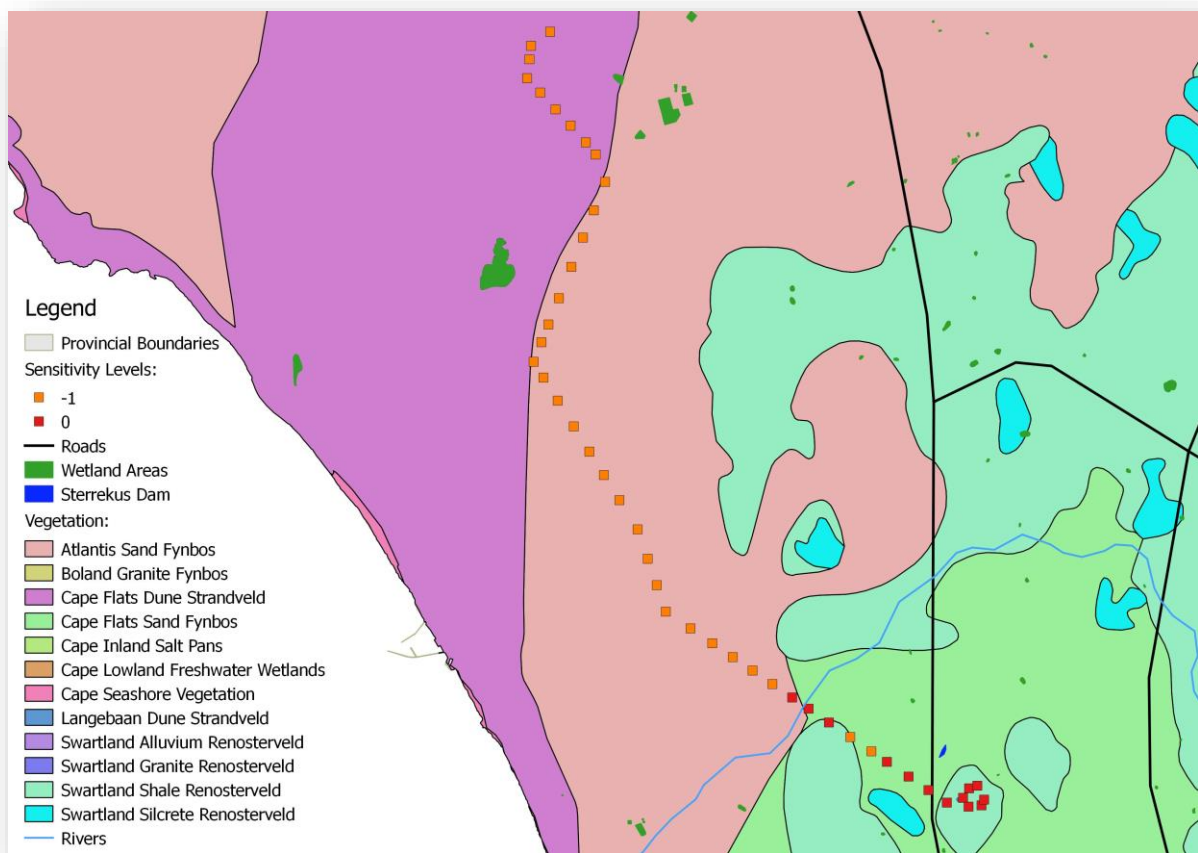 Legend
Provincial Boundaries
Sensitivity Levels:
-1
0
Roads
Wetland Areas
Sterrekus Dam
Vegetation:
Atlantis Sand Fynbos
Boland Granite Fynbos
Cape Flats Dune Strandveld
Cape Flats Sand Fynbos
Cape Inland Salt Pans
Cape Lowland Freshwater Wetlands
Cape Seashore Vegetation
Langebaan Dune Strandveld
Swartland Alluvium Renosterveld
Swartland Granite Renosterveld
Swartland Shale Renosterveld
Swartland Silcrete Renosterveld
Rivers